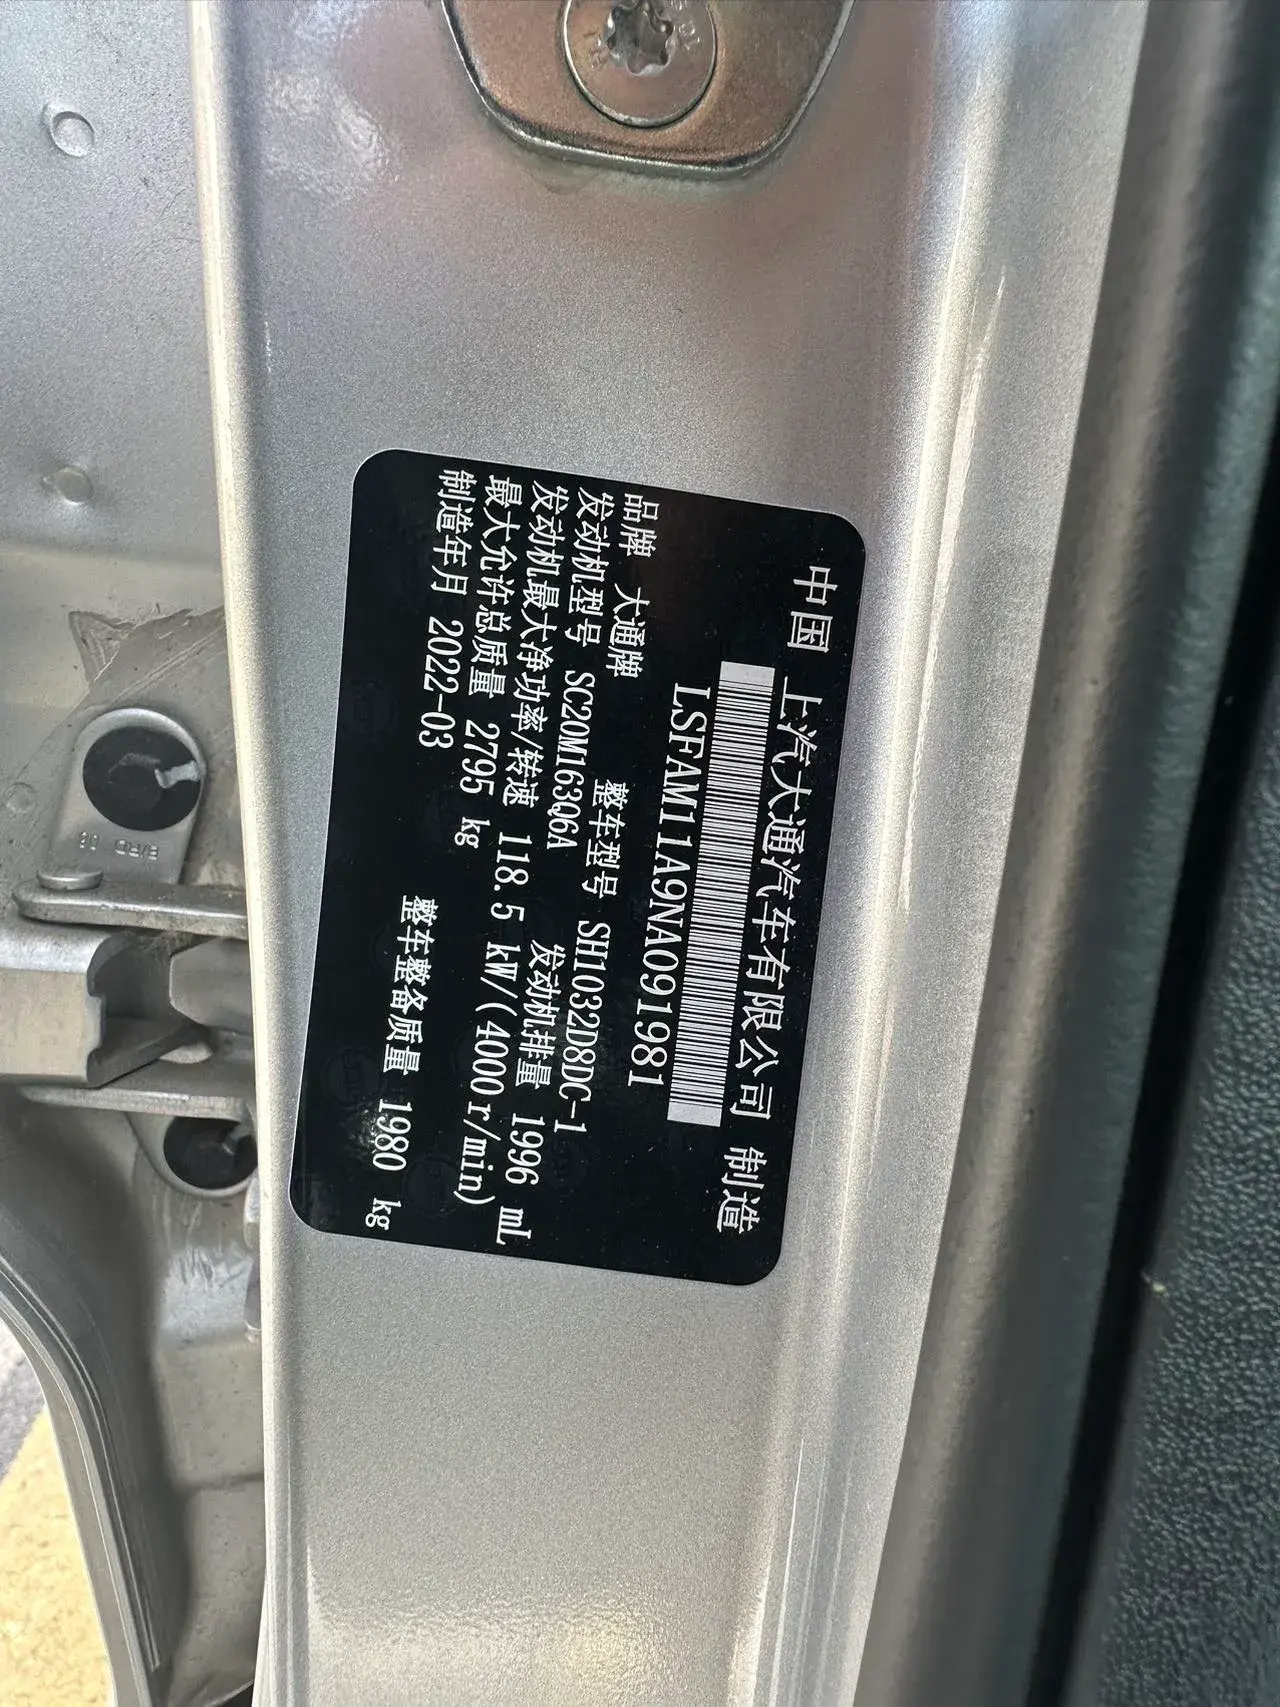 中国 上汽大通汽车有限公司 制造
LSFAM11A9NA091981
品牌 大通牌 整车型号 SH1032D8DC-1
发动机型号 SC20M163Q6A 发动机排量 1996 mL
发动机最大净功率/转速 118.5 kW/(4000r/min)
最大允许总质量 2795 kg 整车整备质量 1980 kg
制造年月 2022-03